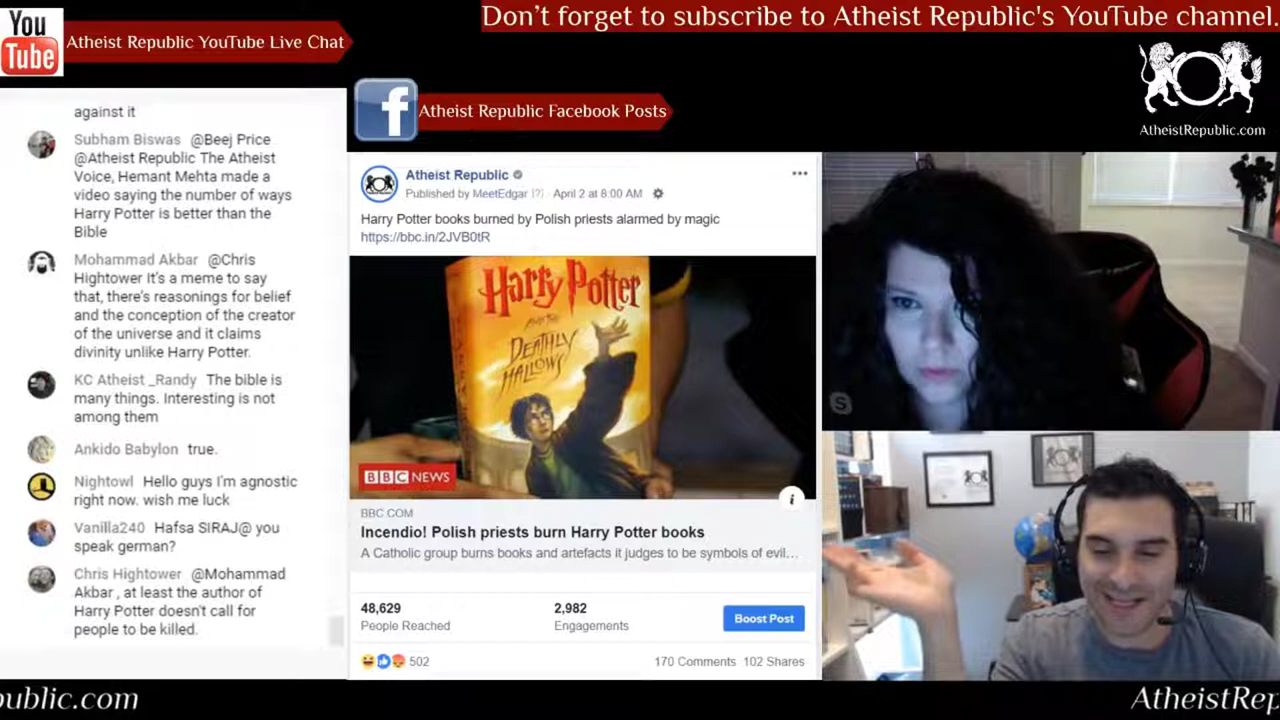 Don't forget to subscribe to Atheist Republic's YouTube channel.
You
Tube
Atheist Republic YouTube Live Chat
AtheistRepublic.com
f
Atheist Republic Facebook Posts
against it
Subham Biswas @Beej Price
@Atheist Republic The Atheist
Voice, Hemant Mehta made a
video saying the number of ways
Harry Potter is better than the
Bible
Mohammad Akbar @Chris
Hightower It's a meme to say
that, there's reasonings for belief
and the conception of the creator
of the universe and it claims
divinity unlike Harry Potter.
KC Atheist _Randy The bible is
many things. Interesting is not
among them
Ankido Babylon true.
Nightowl Hello guys I'm agnostic
right now. wish me luck
Vanilla240 Hafsa SIRAJ@ you
speak german?
Chris Hightower @Mohammad
Akbar , at least the author of
Harry Potter doesn't call for
people to be killed.
Atheist Republic
Published by MeetEdgar [?] · April 2 at 8:00 AM ·
Harry Potter books burned by Polish priests alarmed by magic
https://bbc.in/2JVB0tR
Harry Potter
AND THE
DEATHLY
HALLOWS
BBC NEWS
i
BBC.COM
Incendio! Polish priests burn Harry Potter books
A Catholic group burns books and artefacts it judges to be symbols of evil...
48,629
People Reached
2,982
Engagements
Boost Post
502
170 Comments 102 Shares
S
public.com
AtheistRep